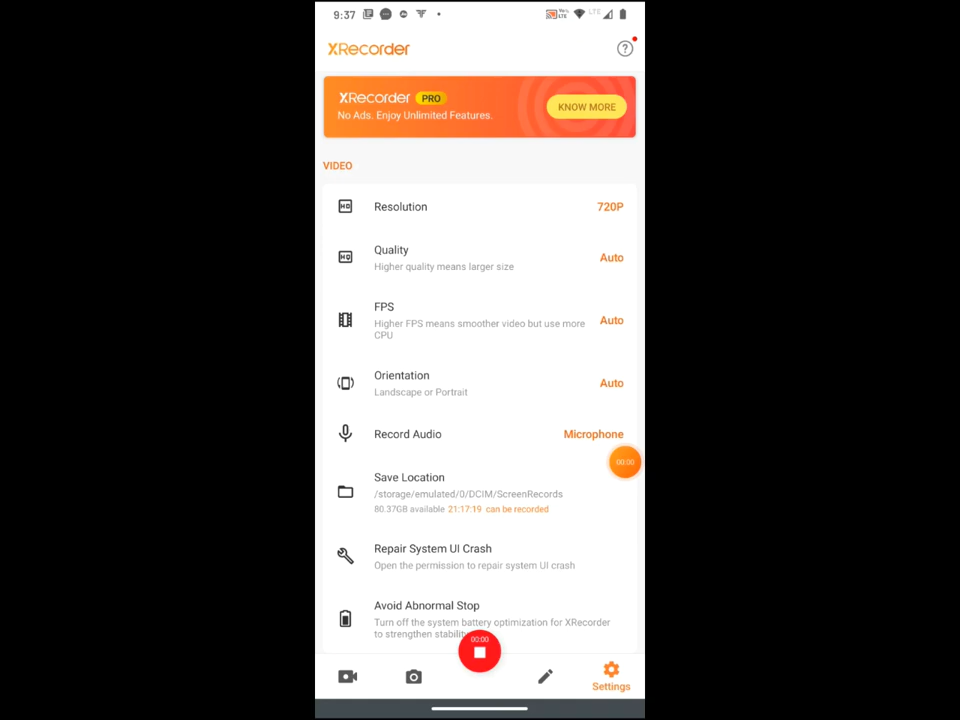 9:37
LTE
XRecorder
XRecorder PRO
No Ads. Enjoy Unlimited Features.
KNOW MORE
VIDEO
Resolution
720P
Quality
Higher quality means larger size
Auto
FPS
Higher FPS means smoother video but use more
CPU
Auto
Orientation
Landscape or Portrait
Auto
Record Audio
Microphone
00:00
Save Location
/storage/emulated/0/DCIM/ScreenRecords
80.37GB available 21:17:19 can be recorded
Repair System UI Crash
Open the permission to repair system UI crash
Avoid Abnormal Stop
Turn off the system battery optimization for XRecorder
to strengthen
00:00
Settings